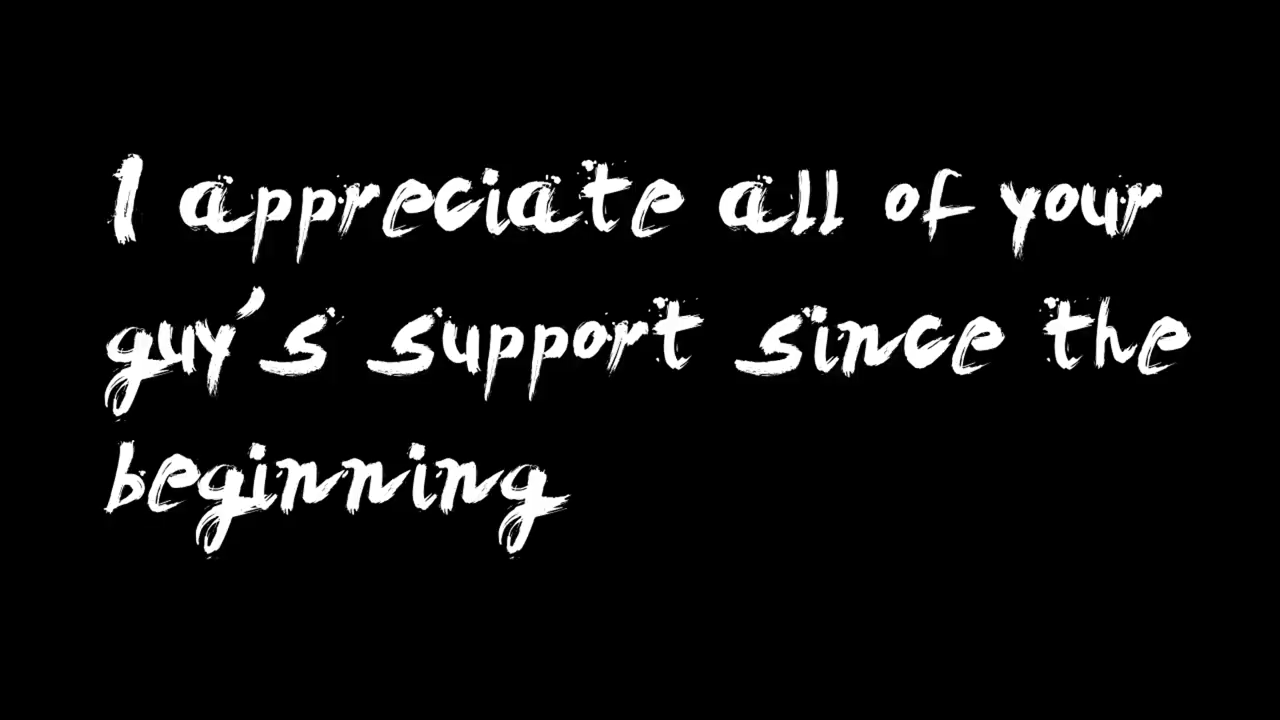 I appreciate all of your
guy's support since the
beginning